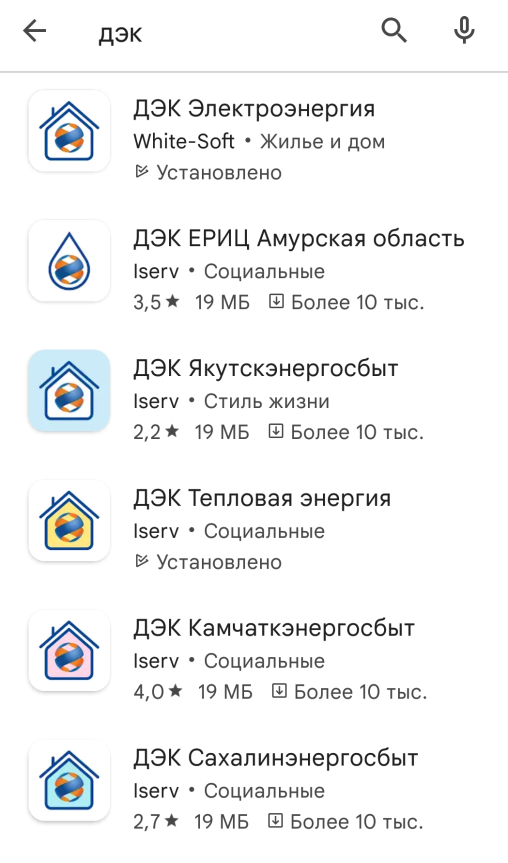 дэк
ДЭК Электроэнергия
White-Soft • Жилье и дом
Установлено
ДЭК ЕРИЦ Амурская область
Iserv • Социальные
3,5★ 19 МБ Более 10 тыс.
ДЭК Якутскэнергосбыт
Iserv • Стиль жизни
2,2★ 19 МБ Более 10 тыс.
ДЭК Тепловая энергия
Iserv • Социальные
Установлено
ДЭК Камчаткэнергосбыт
Iserv • Социальные
4,0★ 19 МБ Более 10 тыс.
ДЭК Сахалинэнергосбыт
Iserv • Социальные
2,7★ 19 МБ Более 10 тыс.